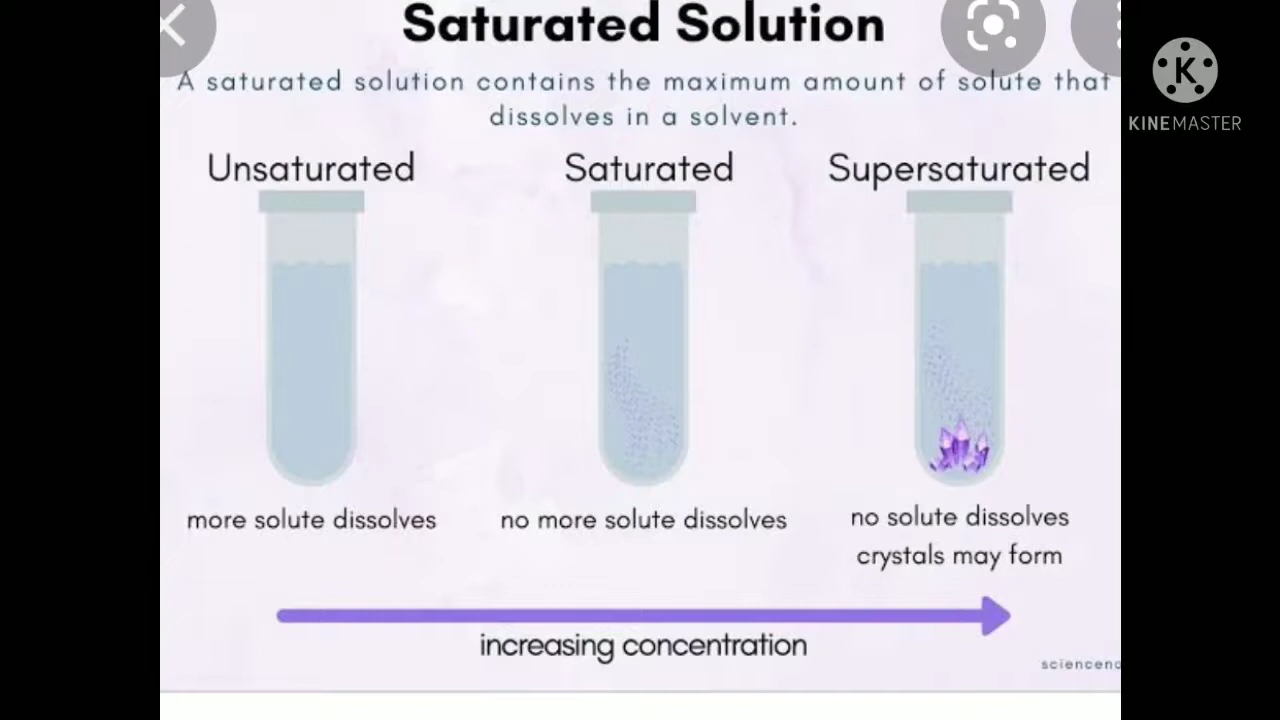 Saturated Solution
A saturated solution contains the maximum amount of solute that
dissolves in a solvent.
Unsaturated
Saturated
Supersaturated
more solute dissolves
no more solute dissolves
no solute dissolves
crystals may form
increasing concentration
sciencen
K
KINEMASTER